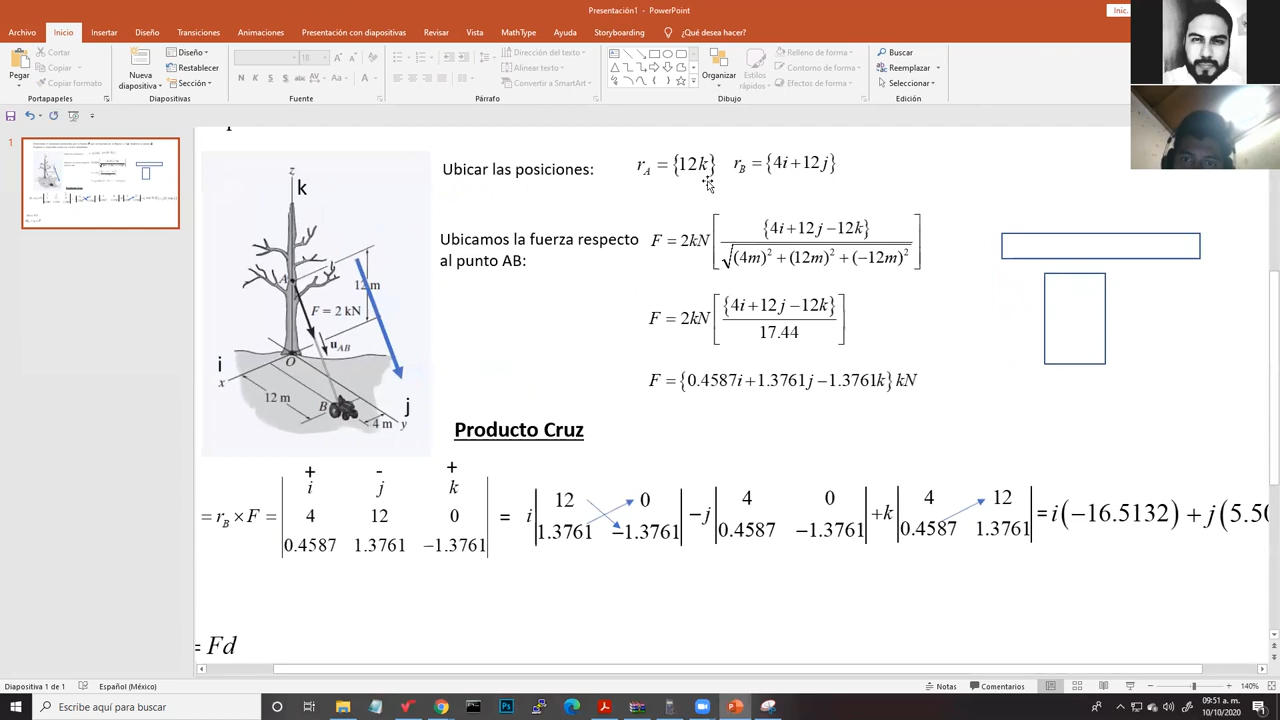 Presentación1 - PowerPoint
Inic.
Archivo Inicio Insertar Diseño Transiciones Animaciones Presentación con diapositivas Revisar Vista MathType Ayuda Storyboarding ¿Qué desea hacer?
Pegar
Cortar
Copiar
Copiar formato
Portapapeles
Nueva diapositiva
Diseño
Restablecer
Sección
Diapositivas
18
N K S S abc AV Aa A
Fuente
Párrafo
Dirección del texto
Alinear texto
Convertir a SmartArt
Organizar
Estilos rápidos
Relleno de forma
Contorno de forma
Efectos de forma
Dibujo
Buscar
Reemplazar
Seleccionar
Edición
1
Ubicar las posiciones: r_A = {12k} r_B = {4i+12j}
Ubicamos la fuerza respecto al punto AB:
F = 2kN [ {4i+12j−12k} / √((4m)² + (12m)² + (−12m)²) ]
F = 2kN [ {4i+12j−12k} / 17.44 ]
F = {0.4587i+1.3761j−1.3761k} kN
z
k
A
12 m
F = 2 kN
u_AB
i
x
O
12 m
B
j
4 m
y
Producto Cruz
+ - +
= r_B × F = | i j k |
| 4 12 0 |
| 0.4587 1.3761 −1.3761 |
= i | 12 0 | − j | 4 0 | + k | 4 12 | = i(−16.5132) + j(5.50
| 1.3761 −1.3761 | | 0.4587 −1.3761 | | 0.4587 1.3761 |
= Fd
Diapositiva 1 de 1 Español (México) Notas Comentarios 140%
Escribe aquí para buscar
09:51 a. m.
10/10/2020